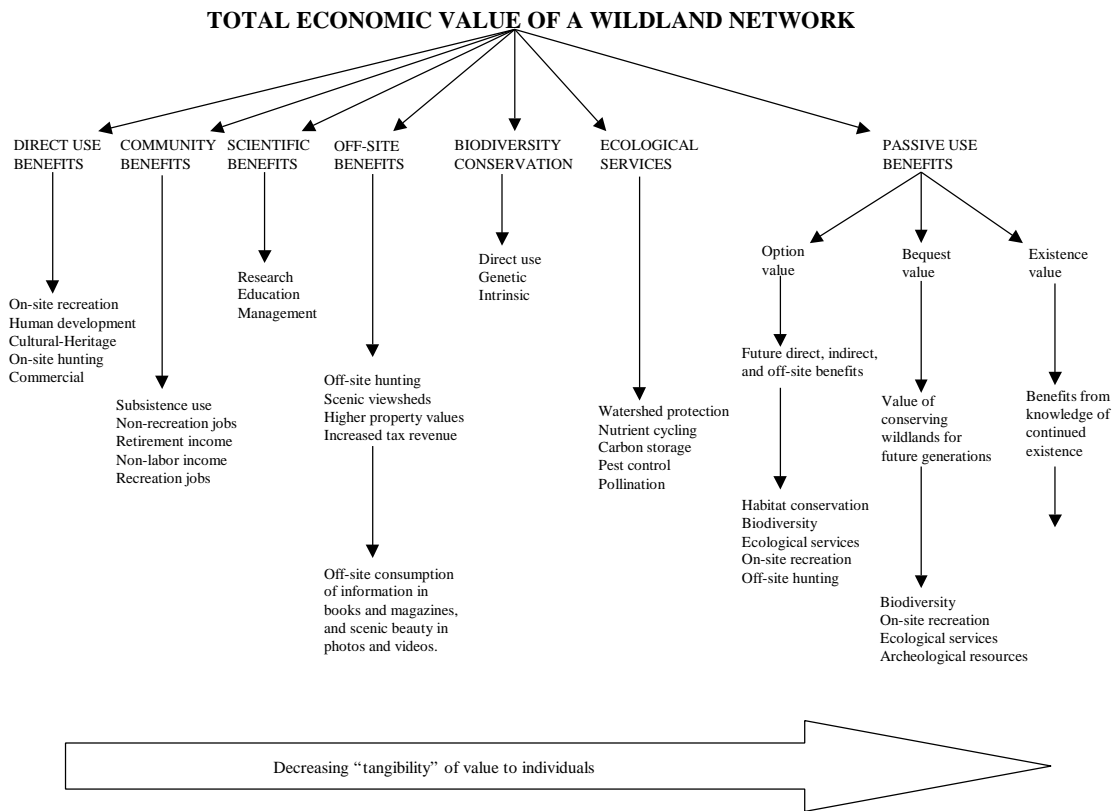 TOTAL ECONOMIC VALUE OF A WILDLAND NETWORK
DIRECT USE
BENEFITS
COMMUNITY
BENEFITS
SCIENTIFIC
BENEFITS
OFF-SITE
BENEFITS
BIODIVERSITY
CONSERVATION
ECOLOGICAL
SERVICES
PASSIVE USE
BENEFITS
On-site recreation
Human development
Cultural-Heritage
On-site hunting
Commercial
Subsistence use
Non-recreation jobs
Retirement income
Non-labor income
Recreation jobs
Research
Education
Management
Off-site hunting
Scenic viewsheds
Higher property values
Increased tax revenue
Off-site consumption
of information in
books and magazines,
and scenic beauty in
photos and videos.
Direct use
Genetic
Intrinsic
Watershed protection
Nutrient cycling
Carbon storage
Pest control
Pollination
Option
value
Future direct, indirect,
and off-site benefits
Habitat conservation
Biodiversity
Ecological services
On-site recreation
Off-site hunting
Bequest
value
Value of
conserving
wildlands for
future generations
Biodiversity
On-site recreation
Ecological services
Archeological resources
Existence
value
Benefits from
knowledge of
continued
existence
Decreasing “tangibility” of value to individuals